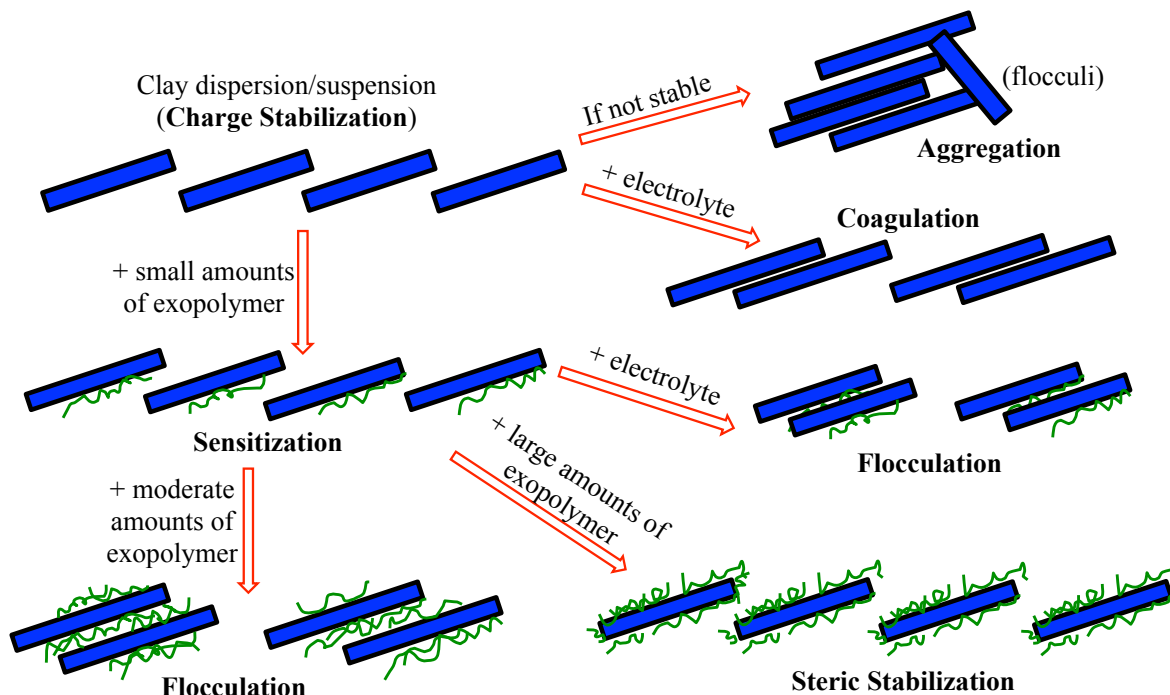 Clay dispersion/suspension
(Charge Stabilization)
If not stable
(flocculi)
Aggregation
+ electrolyte
Coagulation
+ small amounts
of exopolymer
Sensitization
+ electrolyte
Flocculation
+ large amounts of
exopolymer
+ moderate
amounts of
exopolymer
Flocculation
Steric Stabilization